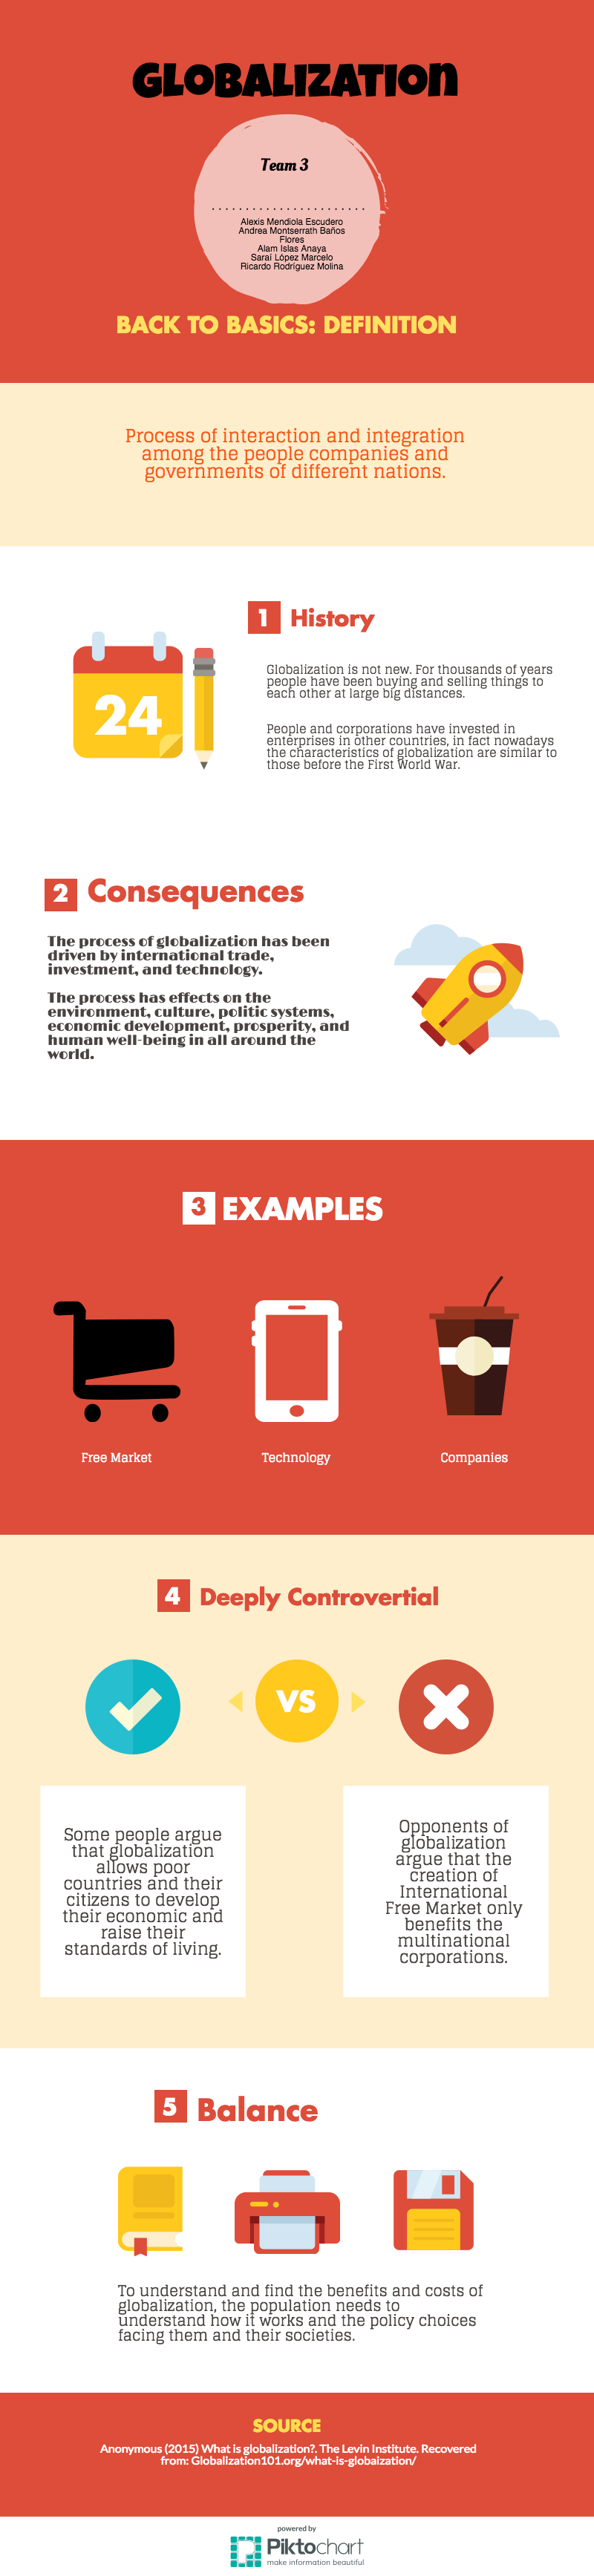 GLOBALIZATION
Team 3
Alexis Mendiola Escudero
Andrea Montserrath Baños
Flores
Alam Islas Anaya
Saraí López Marcelo
Ricardo Rodríguez Molina
BACK TO BASICS: DEFINITION
Process of interaction and integration
among the people companies and
governments of different nations.
1 History
24
Globalization is not new. For thousands of years
people have been buying and selling things to
each other at large big distances.
People and corporations have invested in
enterprises in other countries, in fact nowadays
the characteristics of globalization are similar to
those before the First World War.
2 Consequences
The process of globalization has been
driven by international trade,
investment, and technology.
The process has effects on the
environment, culture, politic systems,
economic development, prosperity, and
human well-being in all around the
world.
3 EXAMPLES
Free Market
Technology
Companies
4 Deeply Controvertial
VS
Some people argue
that globalization
allows poor
countries and their
citizens to develop
their economic and
raise their
standards of living.
Opponents of
globalization
argue that the
creation of
International
Free Market only
benefits the
multinational
corporations.
5 Balance
To understand and find the benefits and costs of
globalization, the population needs to
understand how it works and the policy choices
facing them and their societies.
SOURCE
Anonymous (2015) What is globalization?. The Levin Institute. Recovered
from: Globalization101.org/what-is-globaization/
powered by
Piktochart
make information beautiful